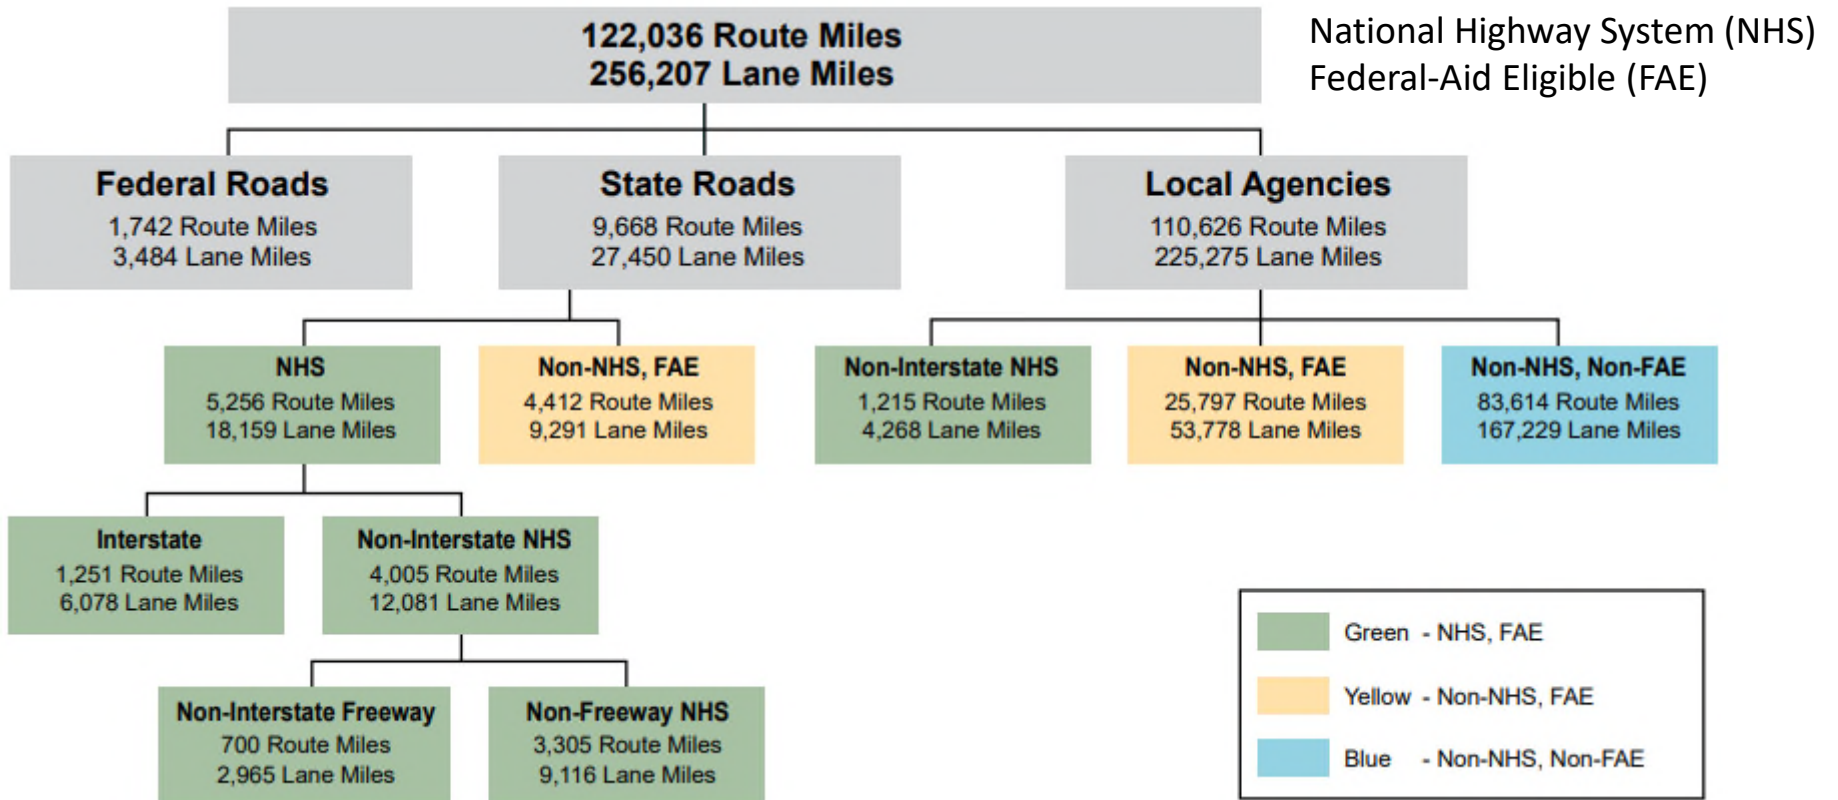 122,036 Route Miles
256,207 Lane Miles
National Highway System (NHS)
Federal-Aid Eligible (FAE)
Federal Roads
1,742 Route Miles
3,484 Lane Miles
State Roads
9,668 Route Miles
27,450 Lane Miles
Local Agencies
110,626 Route Miles
225,275 Lane Miles
NHS
5,256 Route Miles
18,159 Lane Miles
Non-NHS, FAE
4,412 Route Miles
9,291 Lane Miles
Non-Interstate NHS
1,215 Route Miles
4,268 Lane Miles
Non-NHS, FAE
25,797 Route Miles
53,778 Lane Miles
Non-NHS, Non-FAE
83,614 Route Miles
167,229 Lane Miles
Interstate
1,251 Route Miles
6,078 Lane Miles
Non-Interstate NHS
4,005 Route Miles
12,081 Lane Miles
Non-Interstate Freeway
700 Route Miles
2,965 Lane Miles
Non-Freeway NHS
3,305 Route Miles
9,116 Lane Miles
Green - NHS, FAE
Yellow - Non-NHS, FAE
Blue - Non-NHS, Non-FAE